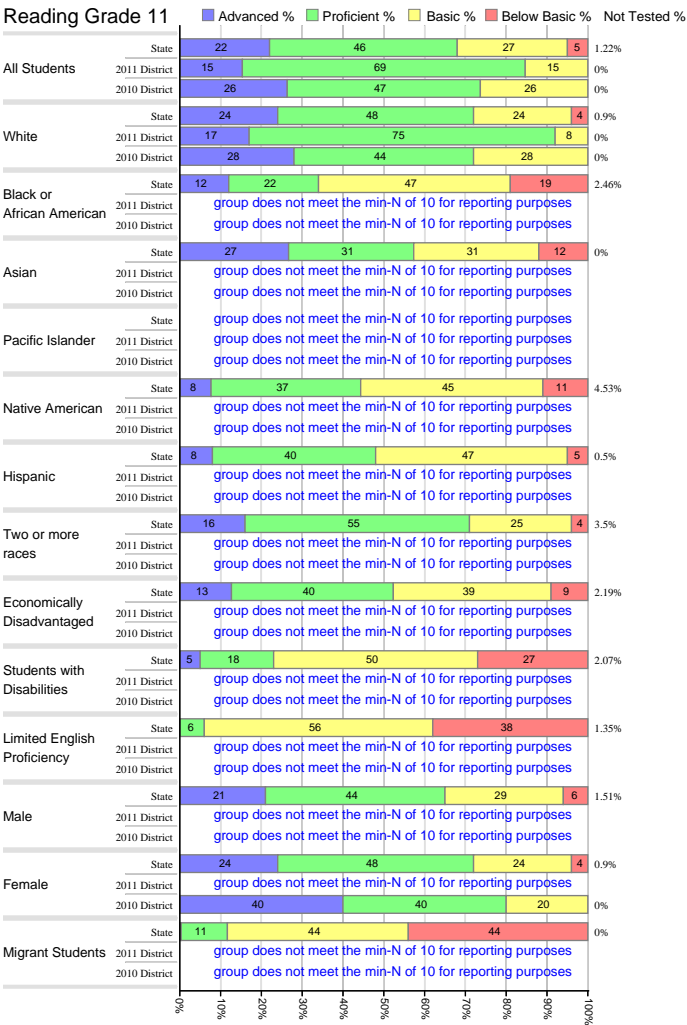 Reading Grade 11 Advanced % Proficient % Basic % Below Basic % Not Tested %
All Students
State 22 46 27 5 1.22%
2011 District 15 69 15 0%
2010 District 26 47 26 0%
White
State 24 48 24 4 0.9%
2011 District 17 75 8 0%
2010 District 28 44 28 0%
Black or
African American
State 12 22 47 19 2.46%
2011 District group does not meet the min-N of 10 for reporting purposes
2010 District group does not meet the min-N of 10 for reporting purposes
Asian
State 27 31 31 12 0%
2011 District group does not meet the min-N of 10 for reporting purposes
2010 District group does not meet the min-N of 10 for reporting purposes
Pacific Islander
State group does not meet the min-N of 10 for reporting purposes
2011 District group does not meet the min-N of 10 for reporting purposes
2010 District group does not meet the min-N of 10 for reporting purposes
Native American
State 8 37 45 11 4.53%
2011 District group does not meet the min-N of 10 for reporting purposes
2010 District group does not meet the min-N of 10 for reporting purposes
Hispanic
State 8 40 47 5 0.5%
2011 District group does not meet the min-N of 10 for reporting purposes
2010 District group does not meet the min-N of 10 for reporting purposes
Two or more
races
State 16 55 25 4 3.5%
2011 District group does not meet the min-N of 10 for reporting purposes
2010 District group does not meet the min-N of 10 for reporting purposes
Economically
Disadvantaged
State 13 40 39 9 2.19%
2011 District group does not meet the min-N of 10 for reporting purposes
2010 District group does not meet the min-N of 10 for reporting purposes
Students with
Disabilities
State 5 18 50 27 2.07%
2011 District group does not meet the min-N of 10 for reporting purposes
2010 District group does not meet the min-N of 10 for reporting purposes
Limited English
Proficiency
State 6 56 38 1.35%
2011 District group does not meet the min-N of 10 for reporting purposes
2010 District group does not meet the min-N of 10 for reporting purposes
Male
State 21 44 29 6 1.51%
2011 District group does not meet the min-N of 10 for reporting purposes
2010 District group does not meet the min-N of 10 for reporting purposes
Female
State 24 48 24 4 0.9%
2011 District group does not meet the min-N of 10 for reporting purposes
2010 District 40 40 20 0%
Migrant Students
State 11 44 44 0%
2011 District group does not meet the min-N of 10 for reporting purposes
2010 District group does not meet the min-N of 10 for reporting purposes
0% 10% 20% 30% 40% 50% 60% 70% 80% 90% 100%